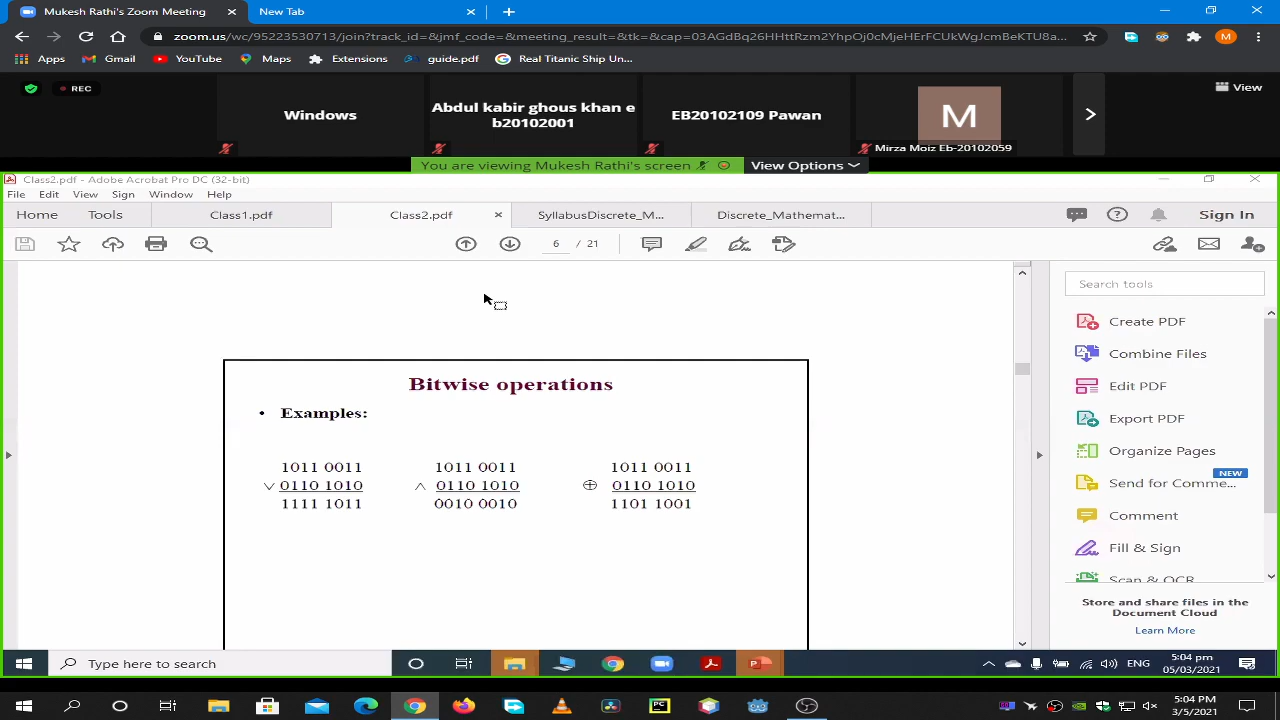 Mukesh Rathi's Zoom Meeting
New Tab
zoom.us/wc/95223530713/join?track_id=&jmf_code=&meeting_result=&tk=&cap=03AGdBq26HHttRzm2YhpOj0cMjeHErFCUkWgJcmBeKTU8a...
Apps Gmail YouTube Maps Extensions guide.pdf Real Titanic Ship Un...
REC
View
Windows
Abdul kabir ghous khan e
b20102001
EB20102109 Pawan
M
Mirza Moiz Eb-20102059
You are viewing Mukesh Rathi's screen View Options
Class2.pdf - Adobe Acrobat Pro DC (32-bit)
File Edit View Sign Window Help
Home Tools Class1.pdf Class2.pdf SyllabusDiscrete_M... Discrete_Mathemat... Sign In
6 / 21
Search tools
Create PDF
Combine Files
Edit PDF
Export PDF
Organize Pages
NEW
Send for Comme...
Comment
Fill & Sign
Scan & OCR
Store and share files in the
Document Cloud
Learn More
Bitwise operations
• Examples:
1011 0011 1011 0011 1011 0011
∨ 0110 1010 ∧ 0110 1010 ⊕ 0110 1010
1111 1011 0010 0010 1101 1001
Type here to search
ENG
5:04 pm
05/03/2021
5:04 PM
3/5/2021